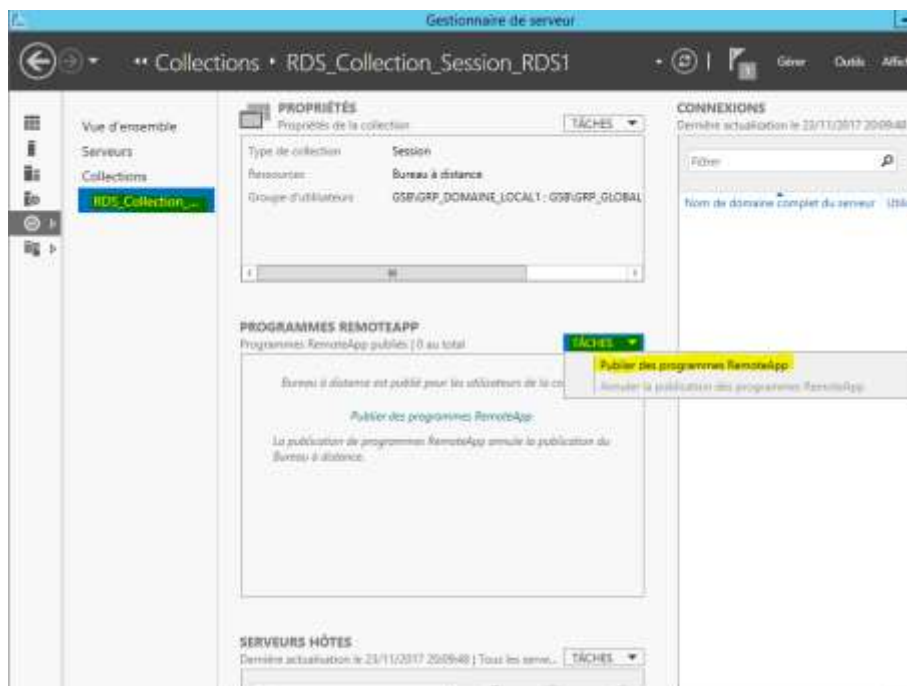 Gestionnaire de serveur
Collections • RDS_Collection_Session_RDS1
Gérer Outils
Vue d'ensemble
Serveurs
Collections
RDS_Collection_...
PROPRIÉTÉS
Propriétés de la collection
TÂCHES
Type de collection Session
Ressources Bureau à distance
Groupe d'utilisateurs GSB\GRP_DOMAINE_LOCAL1 ; GSB\GRP_GLOBAL
PROGRAMMES REMOTEAPP
Programmes RemoteApp publiés | 0 au total
TÂCHES
Publier des programmes RemoteApp
Annuler la publication des programmes RemoteApp
Bureau à distance est publié pour les utilisateurs de la
Publier des programmes RemoteApp
La publication de programmes RemoteApp annule la publication du
Bureau à distance.
SERVEURS HÔTES
Dernière actualisation le 23/11/2017 20:09:48 | Tous les serve...
TÂCHES
CONNEXIONS
Dernière actualisation le 23/11/2017 20:09:48
Filtrer
Nom de domaine complet du serveur